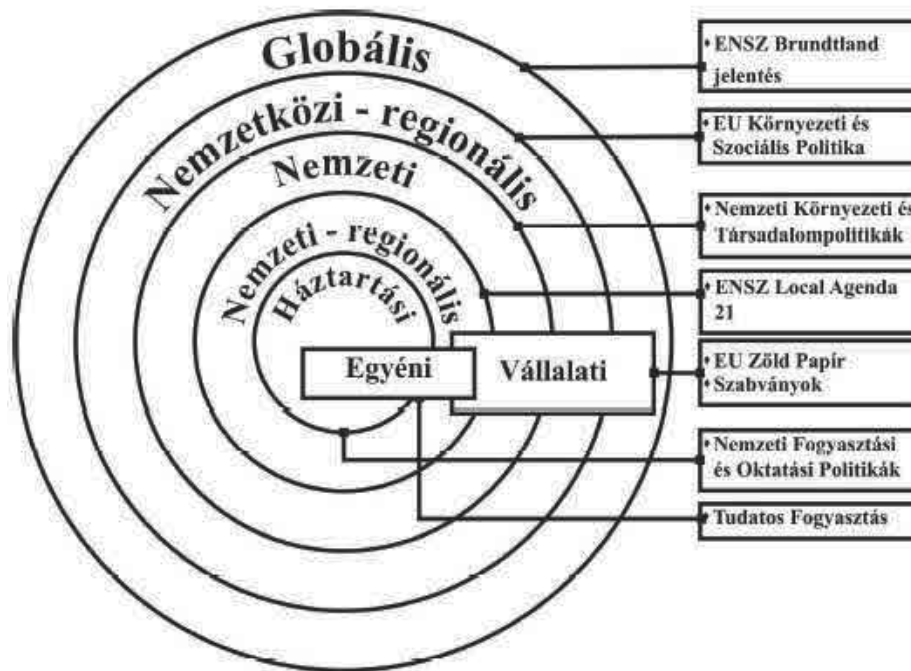 Globális
Nemzetközi - regionális
Nemzeti
Nemzeti - regionális
Háztartási
Egyéni
Vállalati
• ENSZ Brundtland
jelentés
• EU Környezeti és
Szociális Politika
• Nemzeti Környezeti és
Társadalompolitikák
• ENSZ Local Agenda
21
• EU Zöld Papír
• Szabványok
• Nemzeti Fogyasztási
és Oktatási Politikák
• Tudatos Fogyasztás